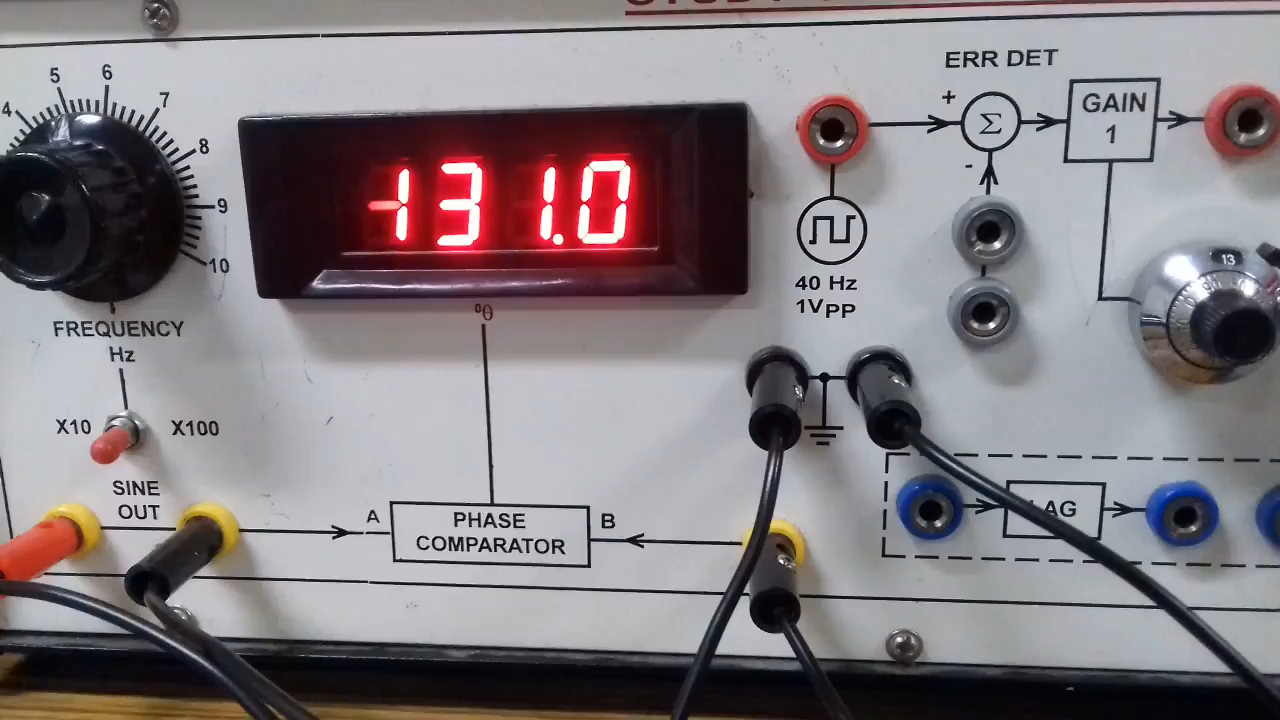 ERR DET
4 5 6 7 8 9 10
-131.0
+
Σ
-
GAIN
1
13
40 Hz
1VPP
°θ
FREQUENCY
Hz
X10 X100
SINE
OUT
A
PHASE
COMPARATOR
B